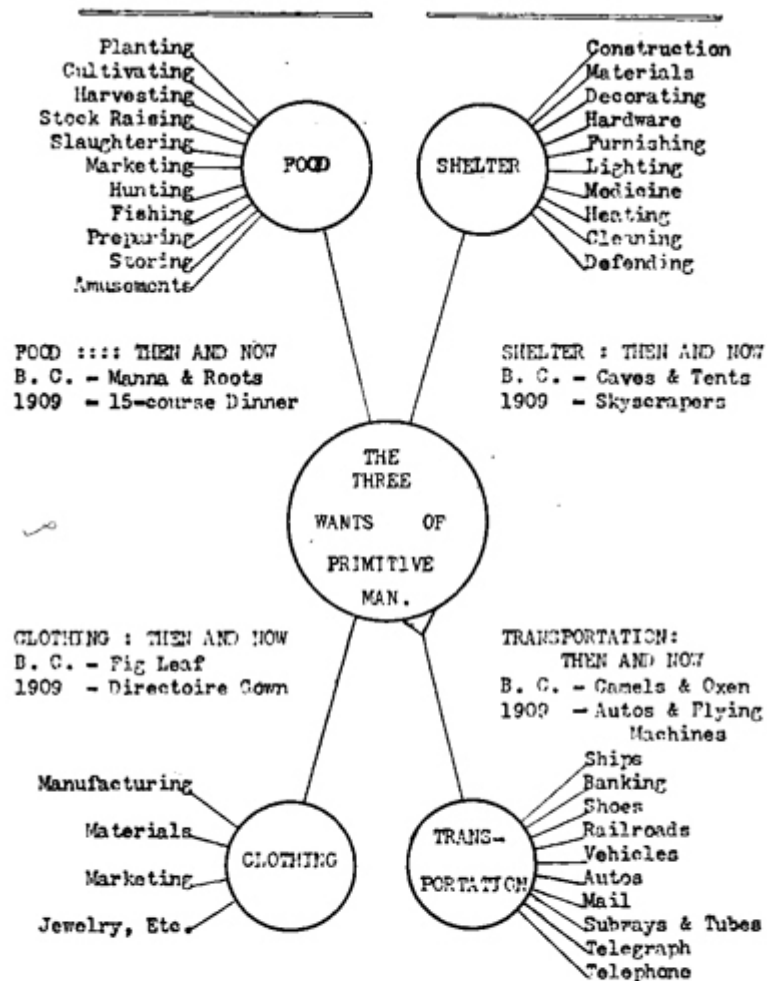 Planting
Cultivating
Harvesting
Stock Raising
Slaughtering
Marketing
Hunting
Fishing
Preparing
Storing
Amusements
FOOD
Construction
Materials
Decorating
Hardware
Furnishing
Lighting
Medicine
Heating
Cleaning
Defending
SHELTER
FOOD :::: THEN AND NOW
B. C. - Manna & Roots
1909 - 15-course Dinner
SHELTER : THEN AND NOW
B. C. - Caves & Tents
1909 - Skyscrapers
THE
THREE
WANTS OF
PRIMITIVE
MAN.
CLOTHING : THEN AND NOW
B. C. - Fig Leaf
1909 - Directoire Gown
TRANSPORTATION:
THEN AND NOW
B. C. - Camels & Oxen
1909 - Autos & Flying
Machines
Manufacturing
Materials
Marketing
Jewelry, Etc.
CLOTHING
TRANS-
PORTATION
Ships
Banking
Shoes
Railroads
Vehicles
Autos
Mail
Subways & Tubes
Telegraph
Telephone